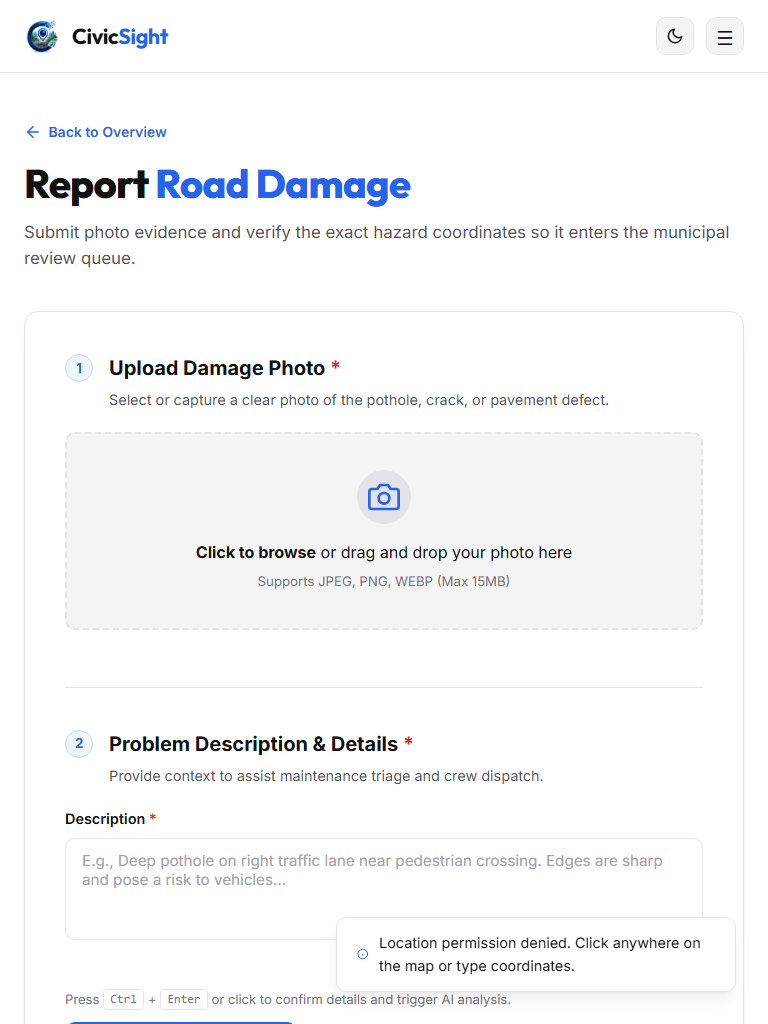 CivicSight
Back to Overview
Report Road Damage
Submit photo evidence and verify the exact hazard coordinates so it enters the municipal
review queue.
1
Upload Damage Photo *
Select or capture a clear photo of the pothole, crack, or pavement defect.
Click to browse or drag and drop your photo here
Supports JPEG, PNG, WEBP (Max 15MB)
2
Problem Description & Details *
Provide context to assist maintenance triage and crew dispatch.
Description *
E.g., Deep pothole on right traffic lane near pedestrian crossing. Edges are sharp
and pose a risk to vehicles...
Location permission denied. Click anywhere on
the map or type coordinates.
Press Ctrl + Enter or click to confirm details and trigger AI analysis.